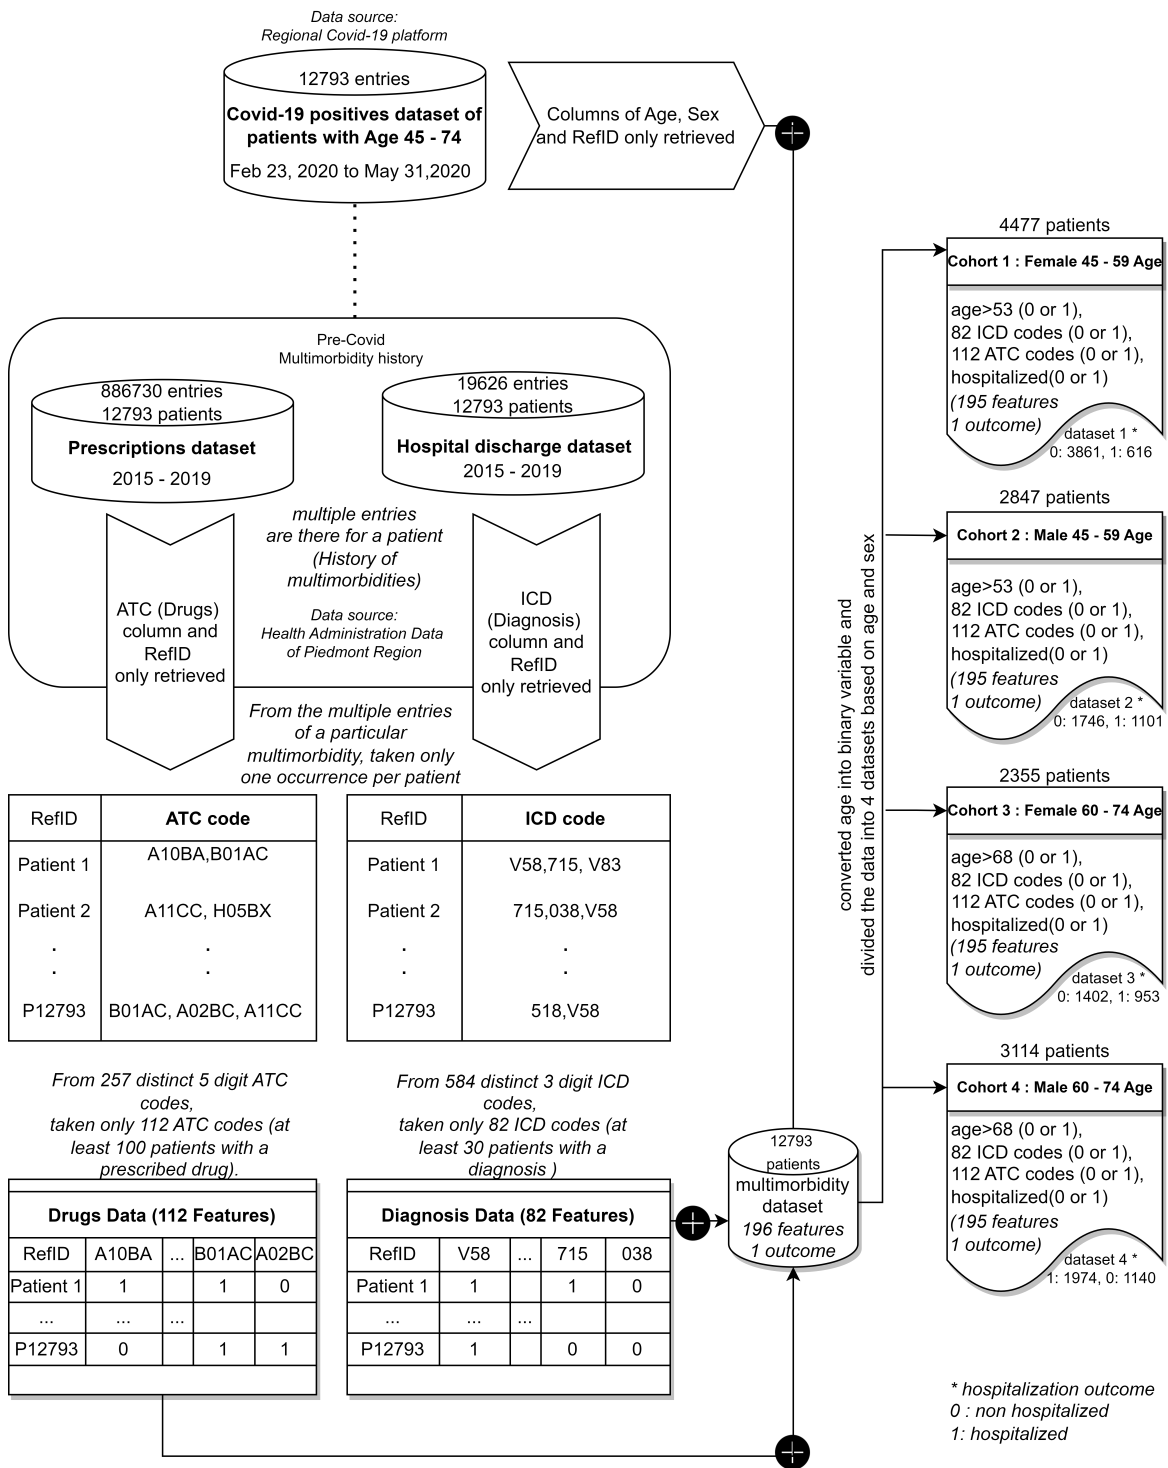 Data source:
Regional Covid-19 platform
12793 entries
Covid-19 positives dataset of
patients with Age 45 - 74
Feb 23, 2020 to May 31,2020
Columns of Age, Sex
and RefID only retrieved
Pre-Covid
Multimorbidity history
886730 entries
12793 patients
Prescriptions dataset
2015 - 2019
19626 entries
12793 patients
Hospital discharge dataset
2015 - 2019
multiple entries
are there for a patient
(History of
multimorbidities)
Data source:
Health Administration Data
of Piedmont Region
ATC (Drugs)
column and
RefID
only retrieved
ICD
(Diagnosis)
column and
RefID
only retrieved
From the multiple entries
of a particular
multimorbidity, taken only
one occurrence per patient
RefID ATC code
Patient 1 A10BA,B01AC
Patient 2 A11CC, H05BX
. .
. .
P12793 B01AC, A02BC, A11CC
RefID ICD code
Patient 1 V58,715, V83
Patient 2 715,038,V58
. .
. .
P12793 518,V58
From 257 distinct 5 digit ATC
codes,
taken only 112 ATC codes (at
least 100 patients with a
prescribed drug).
From 584 distinct 3 digit ICD
codes,
taken only 82 ICD codes (at
least 30 patients with a
diagnosis )
Drugs Data (112 Features)
RefID A10BA ... B01AC A02BC
Patient 1 1 1 0
... ... ...
P12793 0 1 1
Diagnosis Data (82 Features)
RefID V58 ... 715 038
Patient 1 1 1 0
... ... ...
P12793 1 0 0
12793
patients
multimorbidity
dataset
196 features
1 outcome
converted age into binary variable and
divided the data into 4 datasets based on age and sex
4477 patients
Cohort 1 : Female 45 - 59 Age
age>53 (0 or 1),
82 ICD codes (0 or 1),
112 ATC codes (0 or 1),
hospitalized(0 or 1)
(195 features
1 outcome)
dataset 1 *
0: 3861, 1: 616
2847 patients
Cohort 2 : Male 45 - 59 Age
age>53 (0 or 1),
82 ICD codes (0 or 1),
112 ATC codes (0 or 1),
hospitalized(0 or 1)
(195 features
1 outcome)
dataset 2 *
0: 1746, 1: 1101
2355 patients
Cohort 3 : Female 60 - 74 Age
age>68 (0 or 1),
82 ICD codes (0 or 1),
112 ATC codes (0 or 1),
hospitalized(0 or 1)
(195 features
1 outcome)
dataset 3 *
0: 1402, 1: 953
3114 patients
Cohort 4 : Male 60 - 74 Age
age>68 (0 or 1),
82 ICD codes (0 or 1),
112 ATC codes (0 or 1),
hospitalized(0 or 1)
(195 features
1 outcome)
dataset 4 *
1: 1974, 0: 1140
* hospitalization outcome
0 : non hospitalized
1: hospitalized